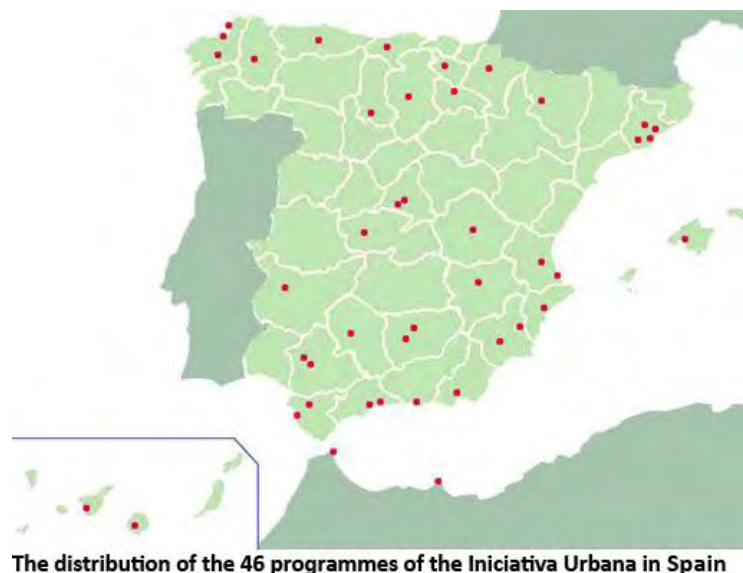 The distribution of the 46 programmes of the Iniciativa Urbana in Spain